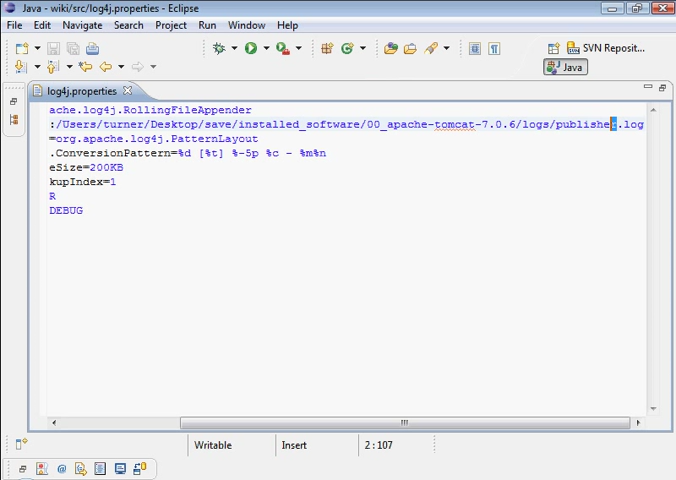 Java - wiki/src/log4j.properties - Eclipse
File Edit Navigate Search Project Run Window Help
SVN Reposit...
Java
log4j.properties
ache.log4j.RollingFileAppender
:/Users/turner/Desktop/save/installed_software/00_apache-tomcat-7.0.6/logs/publisher.log
=org.apache.log4j.PatternLayout
.ConversionPattern=%d [%t] %-5p %c - %m%n
eSize=200KB
kupIndex=1
R
DEBUG
Writable Insert 2 : 107